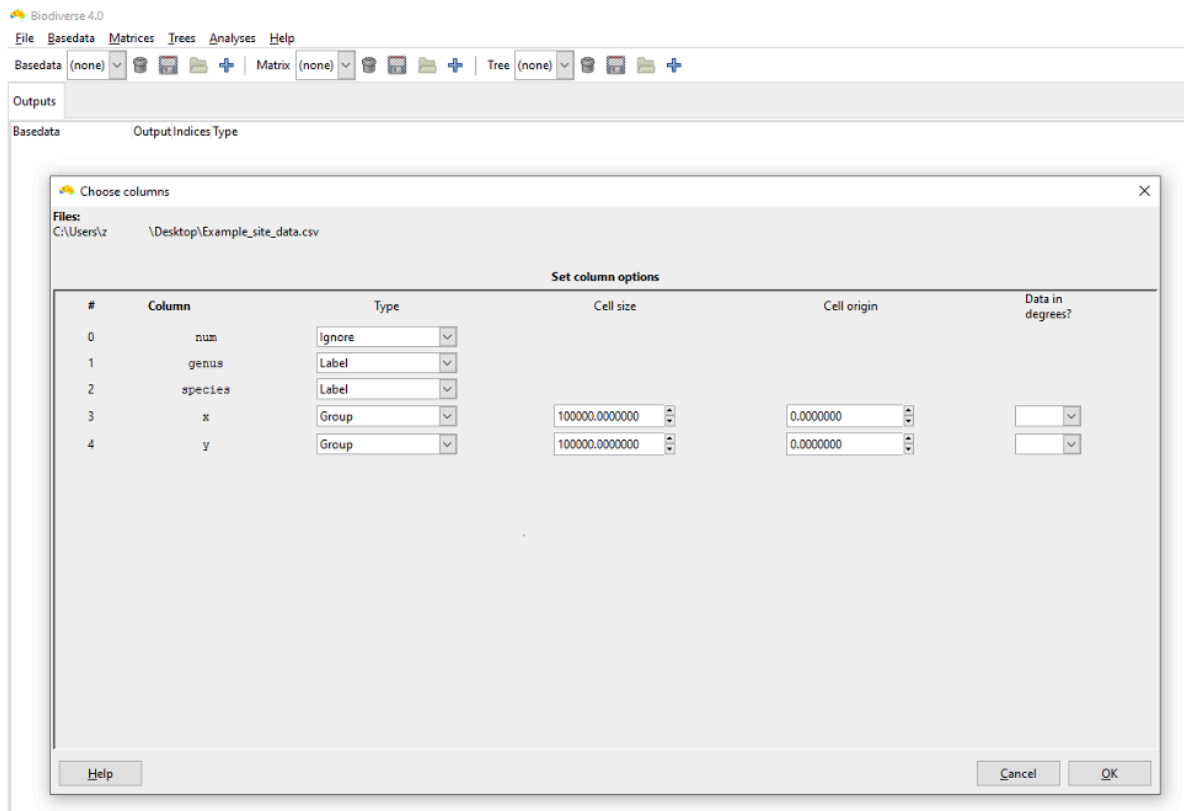 Biodiverse 4.0
File Basedata Matrices Trees Analyses Help
Basedata (none) Matrix (none) Tree (none)
Outputs
Basedata Output Indices Type
Choose columns
Files:
C:\Users\z \Desktop\Example_site_data.csv
Set column options
# Column Type Cell size Cell origin Data in degrees?
0 num Ignore
1 genus Label
2 species Label
3 x Group 100000.0000000 0.0000000
4 y Group 100000.0000000 0.0000000
Help Cancel OK